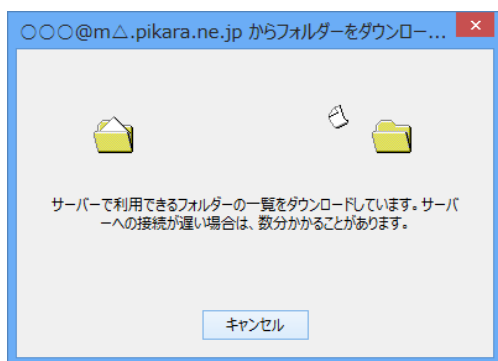 ○○○@m△.pikara.ne.jp からフォルダーをダウンロー...
サーバーで利用できるフォルダーの一覧をダウンロードしています。サーバ
ーへの接続が遅い場合は、数分かかることがあります。
キャンセル